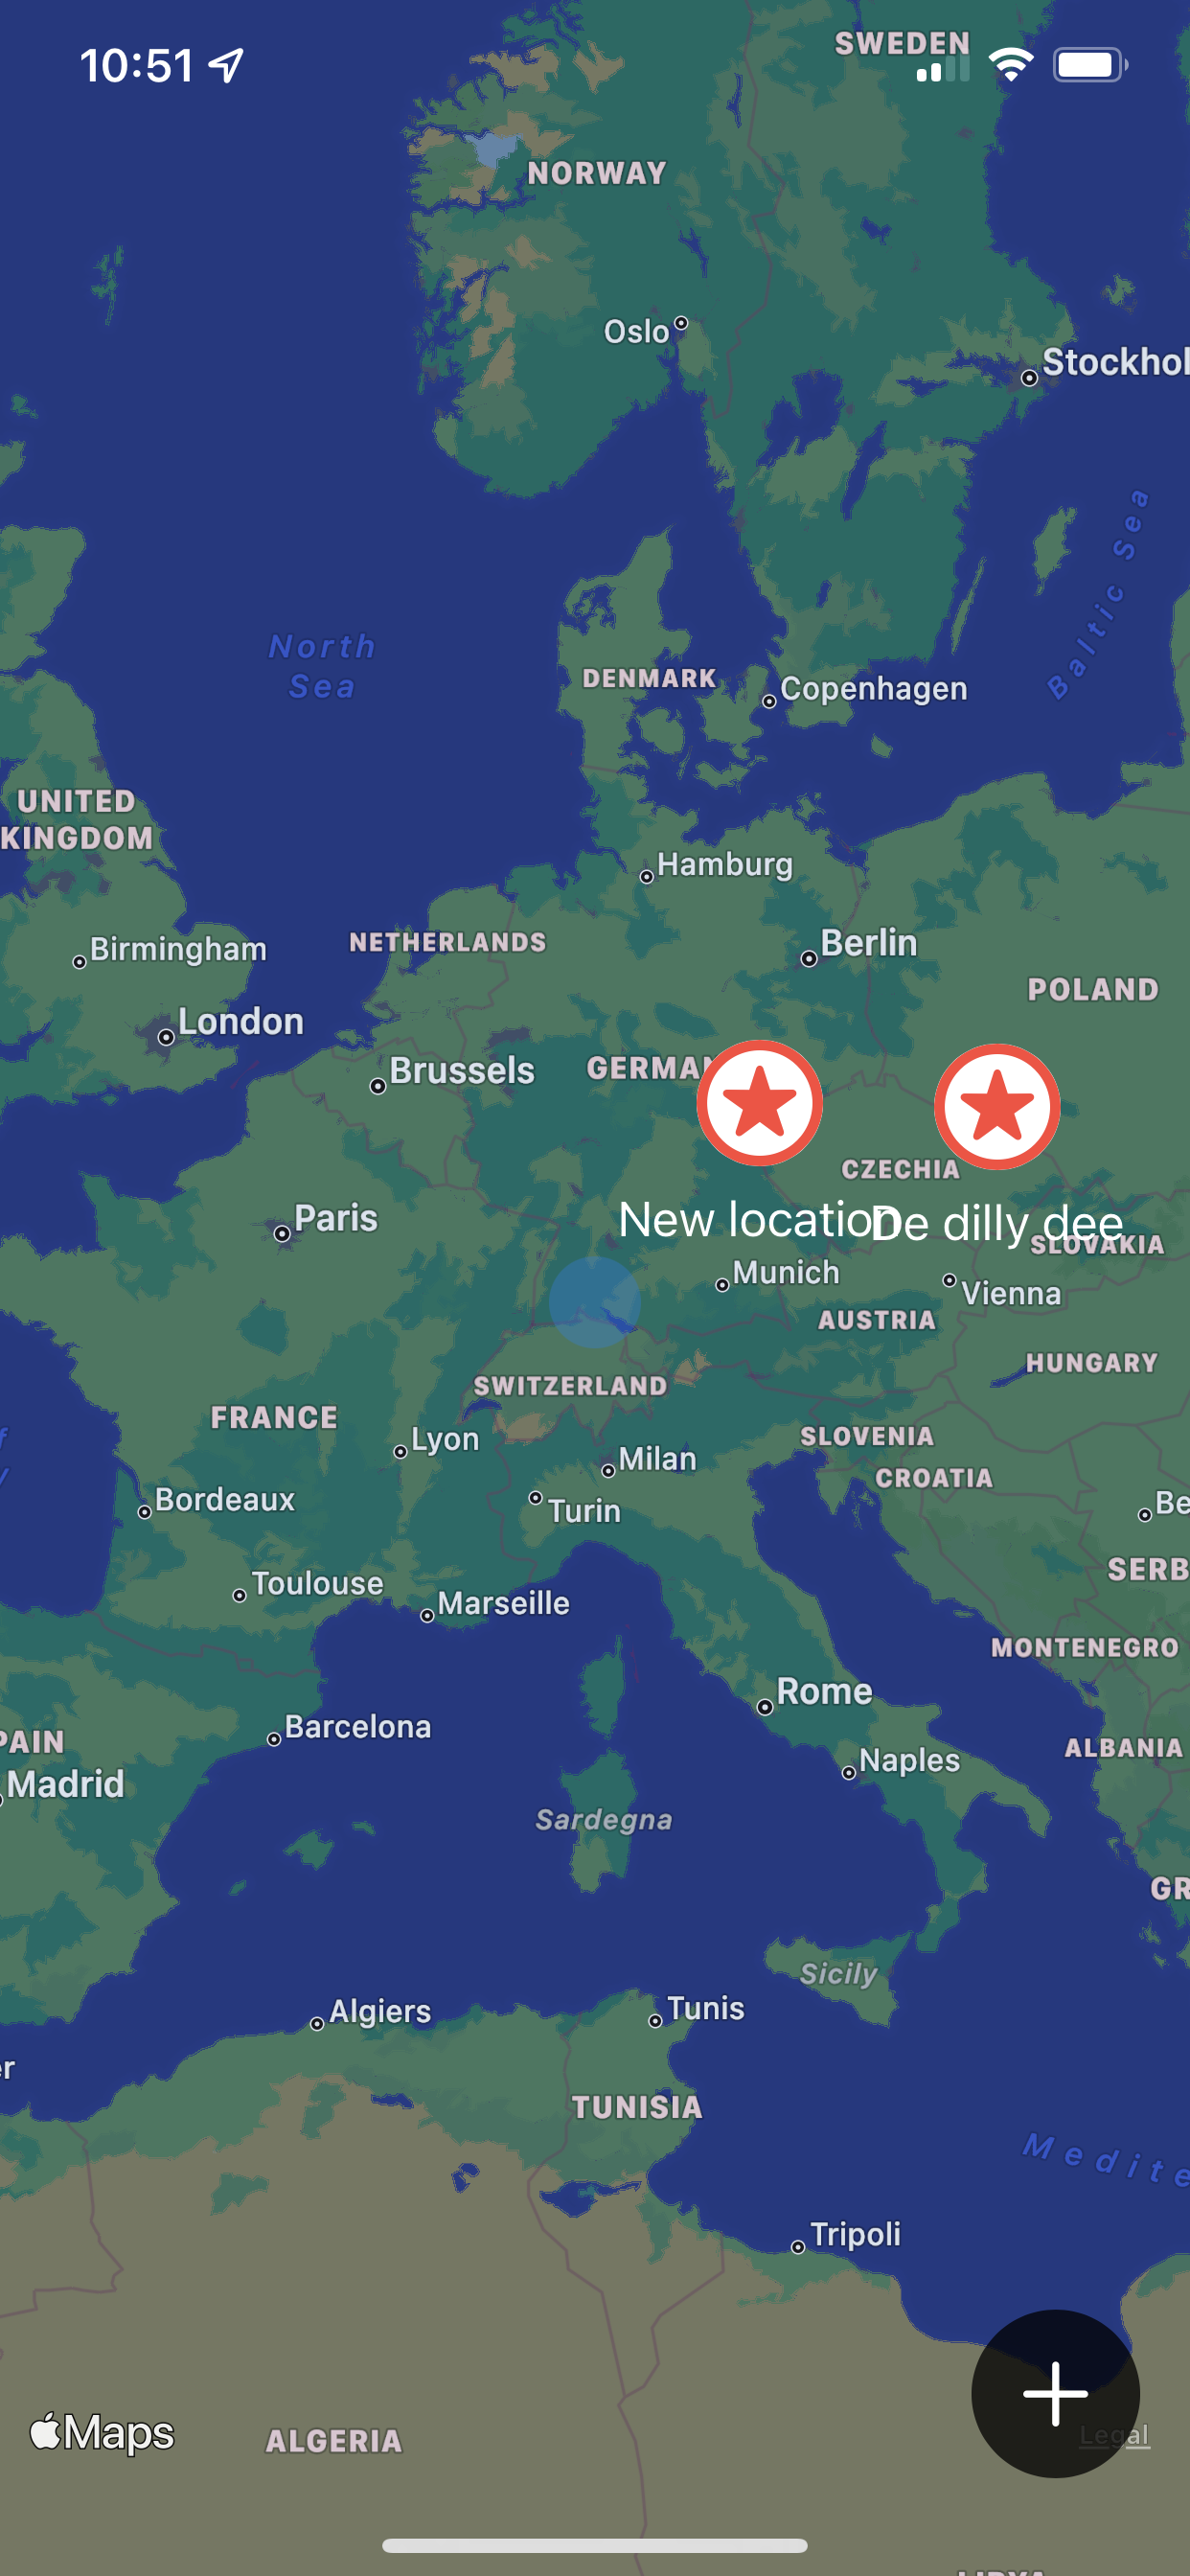 10:51
SWEDEN
NORWAY
Oslo
Stockhol
North
Sea
Baltic Sea
DENMARK
Copenhagen
UNITED
KINGDOM
Hamburg
Birmingham
NETHERLANDS
Berlin
POLAND
London
Brussels
GERMAN
CZECHIA
Paris
New location
De dilly dee
SLOVAKIA
Munich
Vienna
AUSTRIA
HUNGARY
SWITZERLAND
FRANCE
Lyon
SLOVENIA
Milan
CROATIA
Bordeaux
Turin
Be
SERB
Toulouse
Marseille
MONTENEGRO
Rome
Barcelona
PAIN
ALBANIA
Madrid
Naples
Sardegna
GR
Sicily
Algiers
Tunis
er
TUNISIA
Medite
Tripoli
Maps
ALGERIA
Legal